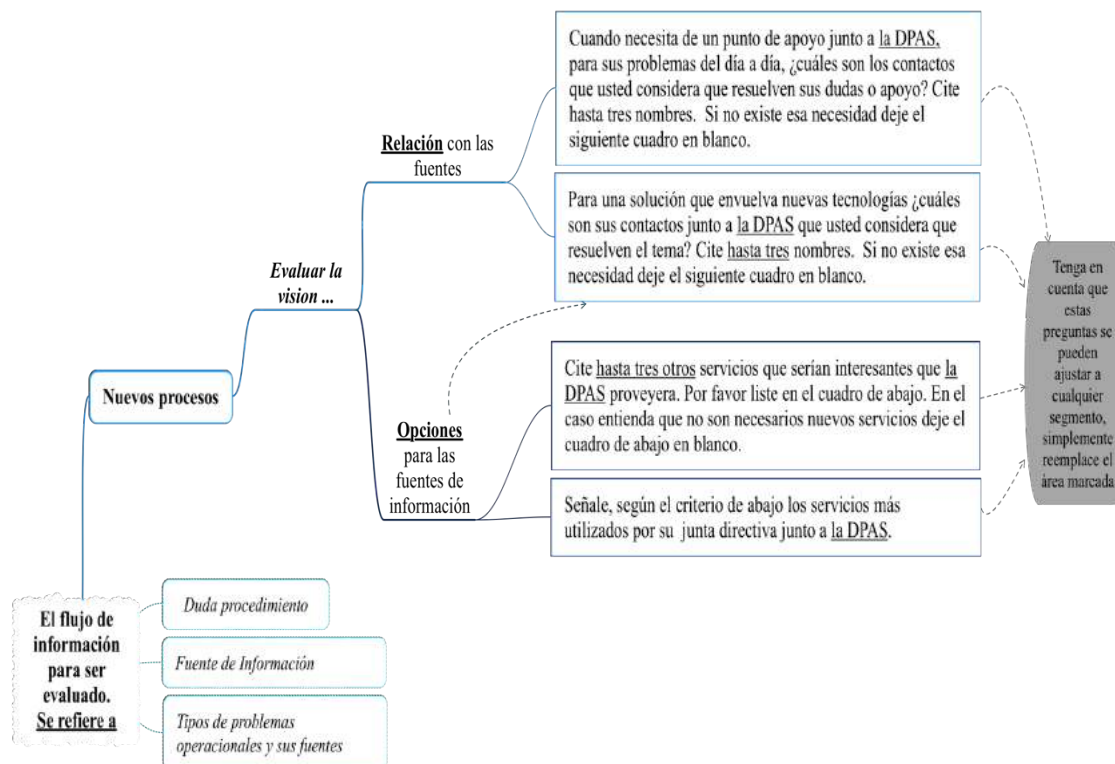 Cuando necesita de un punto de apoyo junto a la DPAS,
para sus problemas del día a día, ¿cuáles son los contactos
que usted considera que resuelven sus dudas o apoyo? Cite
hasta tres nombres. Si no existe esa necesidad deje el
siguiente cuadro en blanco.
Relación con las
fuentes
Para una solución que envuelva nuevas tecnologías ¿cuáles
son sus contactos junto a la DPAS que usted considera que
resuelven el tema? Cite hasta tres nombres. Si no existe esa
necesidad deje el siguiente cuadro en blanco.
Evaluar la
vision ...
Tenga en
cuenta que
estas
preguntas se
pueden
ajustar a
cualquier
segmento,
simplemente
reemplace el
área marcada
Nuevos procesos
Cite hasta tres otros servicios que serían interesantes que la
DPAS proveyera. Por favor liste en el cuadro de abajo. En el
caso entienda que no son necesarios nuevos servicios deje el
cuadro de abajo en blanco.
Opciones
para las
fuentes de
información
Señale, según el criterio de abajo los servicios más
utilizados por su junta directiva junto a la DPAS.
El flujo de
información
para ser
evaluado.
Se refiere a
Duda procedimiento
Fuente de Información
Tipos de problemas
operacionales y sus fuentes